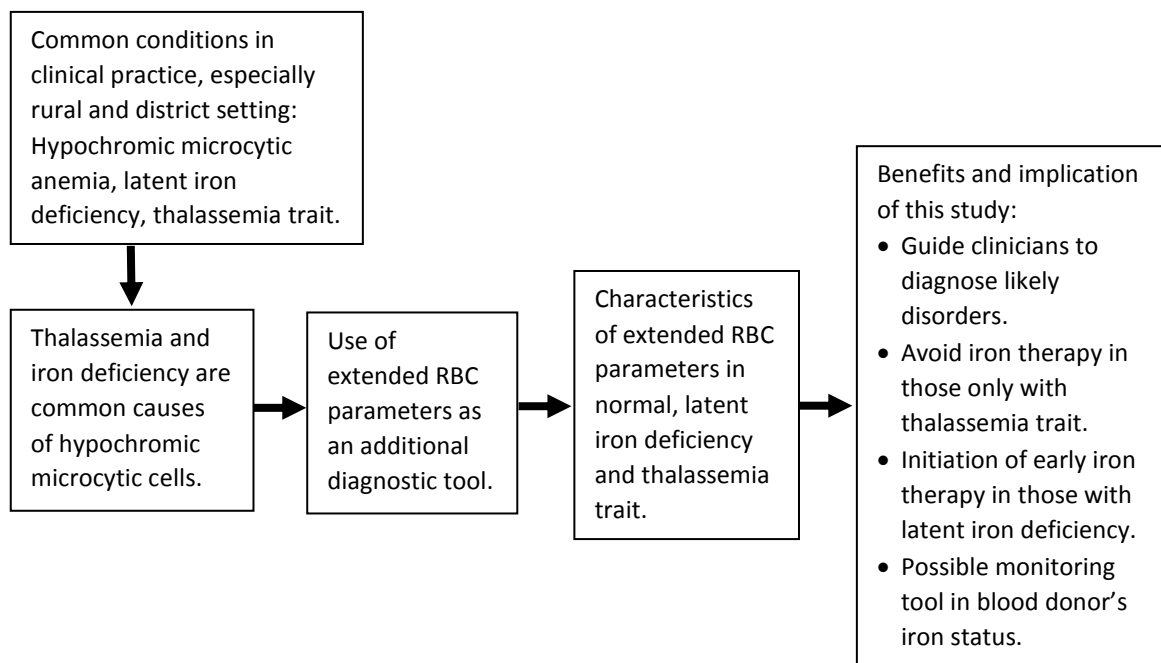 Common conditions in
clinical practice, especially
rural and district setting:
Hypochromic microcytic
anemia, latent iron
deficiency, thalassemia trait.
Thalassemia and
iron deficiency are
common causes
of hypochromic
microcytic cells.
Use of
extended RBC
parameters as
an additional
diagnostic tool.
Characteristics
of extended RBC
parameters in
normal, latent
iron deficiency
and thalassemia
trait.
Benefits and implication
of this study:
• Guide clinicians to
diagnose likely
disorders.
• Avoid iron therapy in
those only with
thalassemia trait.
• Initiation of early iron
therapy in those with
latent iron deficiency.
• Possible monitoring
tool in blood donor’s
iron status.